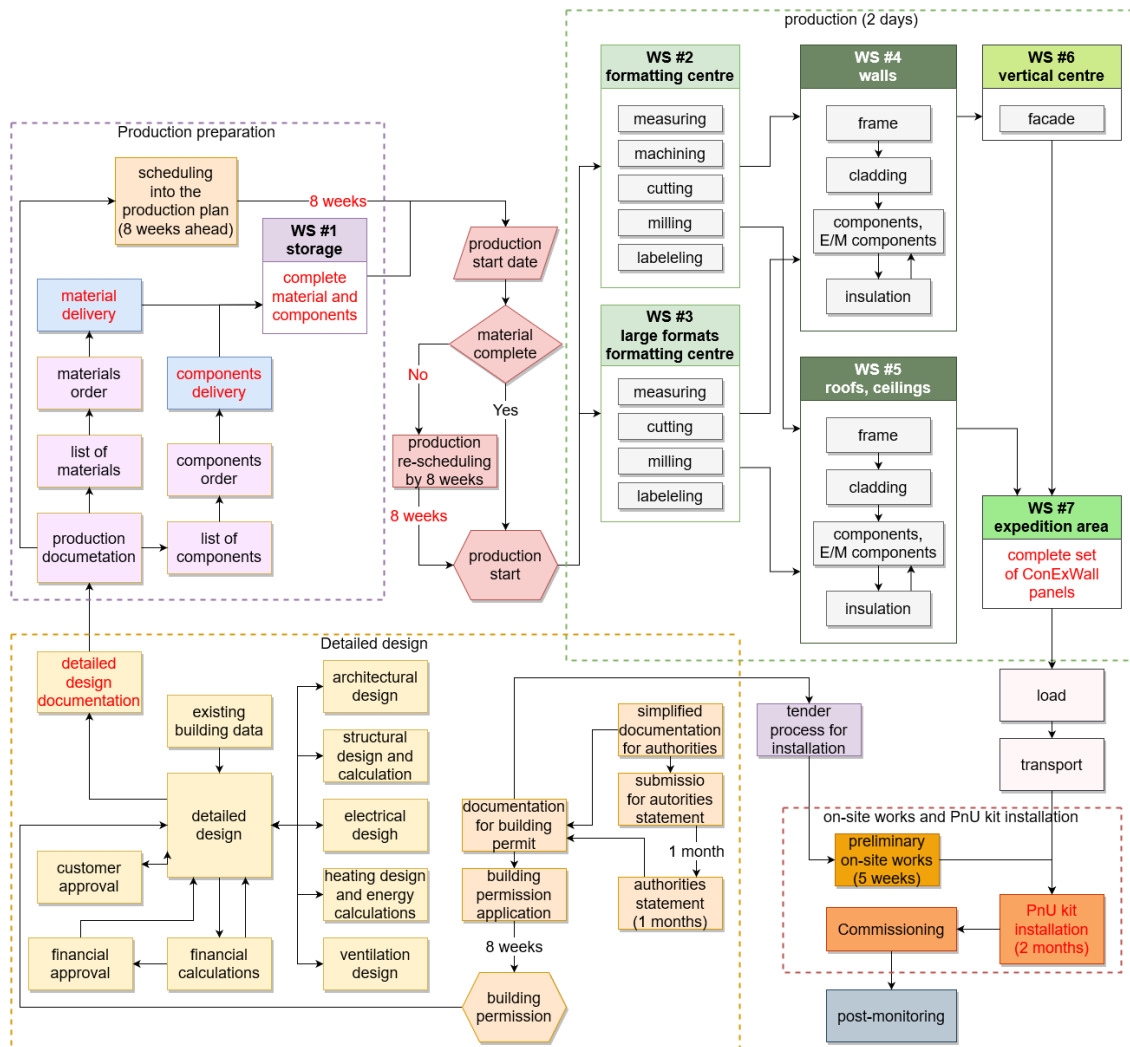 production (2 days)
WS #2
formatting centre
measuring
machining
cutting
milling
labeleling
WS #4
walls
frame
cladding
components,
E/M components
insulation
WS #6
vertical centre
facade
Production preparation
scheduling
into the
production plan
(8 weeks ahead)
8 weeks
WS #1
storage
complete
material and
components
material
delivery
materials
order
components
delivery
list of
materials
components
order
production
documetation
list of
components
production
start date
material
complete
No
Yes
production
re-scheduling
by 8 weeks
8 weeks
production
start
WS #3
large formats
formatting centre
measuring
cutting
milling
labeleling
WS #5
roofs, ceilings
frame
cladding
components,
E/M components
insulation
WS #7
expedition area
complete set
of ConExWall
panels
Detailed design
detailed
design
documentation
existing
building data
detailed
design
customer
approval
financial
approval
financial
calculations
architectural
design
structural
design and
calculation
electrical
desigh
heating design
and energy
calculations
ventilation
design
simplified
documentation
for authorities
submissio
for autorities
statement
1 month
authorities
statement
(1 months)
documentation
for building
permit
building
permission
application
8 weeks
building
permission
tender
process for
installation
load
transport
on-site works and PnU kit installation
preliminary
on-site works
(5 weeks)
PnU kit
installation
(2 months)
Commissioning
post-monitoring